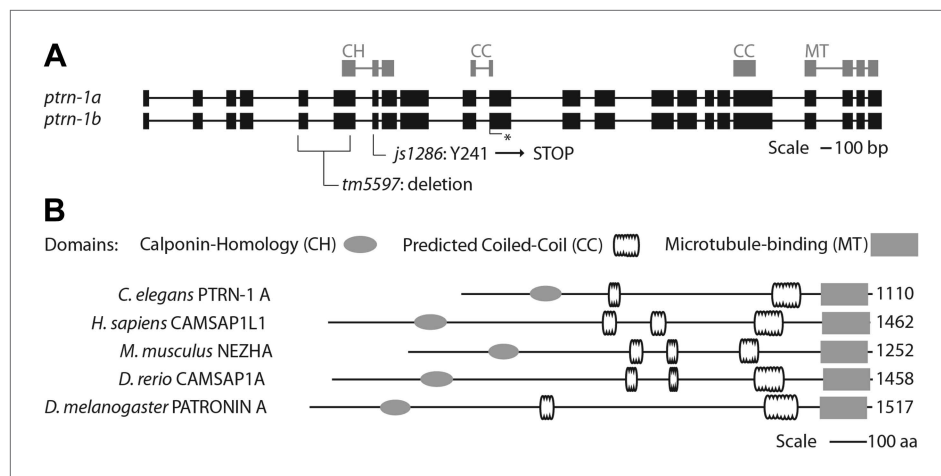 A
CH CC CC MT
ptrn-1a
ptrn-1b
*
js1286: Y241 → STOP
Scale 100 bp
tm5597: deletion
B
Domains: Calponin-Homology (CH) Predicted Coiled-Coil (CC) Microtubule-binding (MT)
C. elegans PTRN-1 A 1110
H. sapiens CAMSAP1L1 1462
M. musculus NEZHA 1252
D. rerio CAMSAP1A 1458
D. melanogaster PATRONIN A 1517
Scale 100 aa